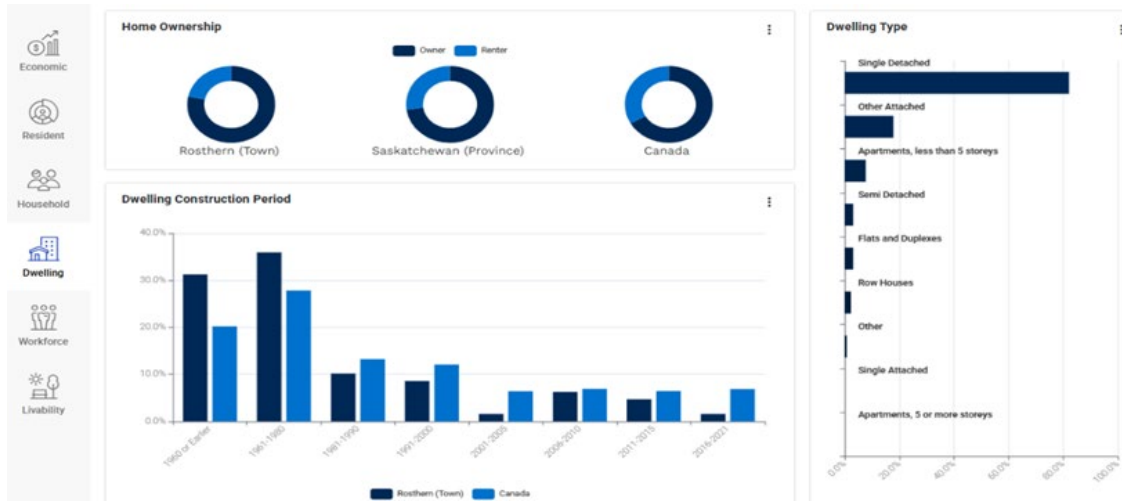 Economic
Resident
Household
Dwelling
Workforce
Livability
Home Ownership
Owner Renter
Rosthern (Town) Saskatchewan (Province) Canada
Dwelling Construction Period
40.0%
30.0%
20.0%
10.0%
0.0%
1960 or Earlier 1961-1980 1981-1990 1991-2000 2001-2005 2006-2010 2011-2015 2016-2021
Rosthern (Town) Canada
Dwelling Type
Single Detached
Other Attached
Apartments, less than 5 storeys
Semi Detached
Flats and Duplexes
Row Houses
Other
Single Attached
Apartments, 5 or more storeys
0.0% 20.0% 40.0% 60.0% 80.0% 100.0%